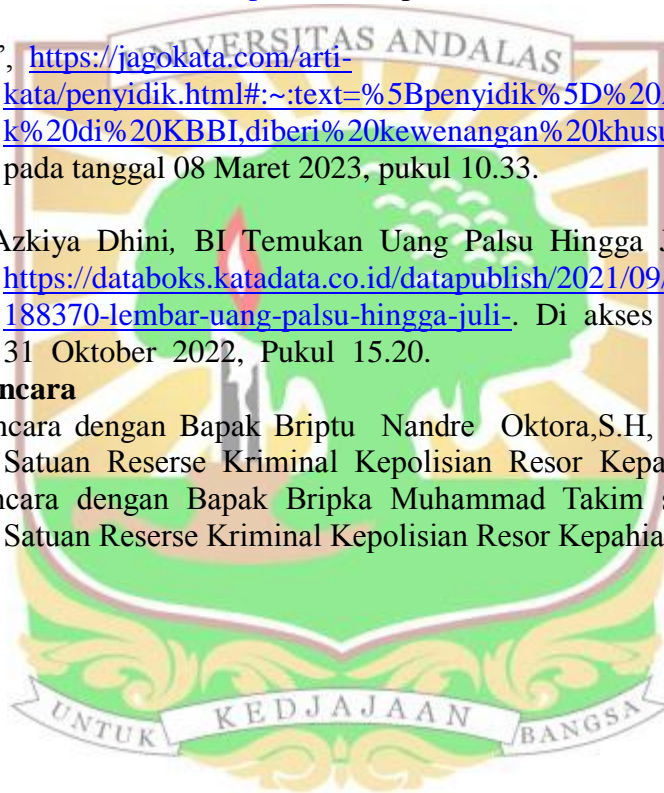 UNIVERSITAS ANDALAS
”, https://jagokata.com/arti-
kata/penyidik.html#:~:text=%5Bpenyidik%5D%20
k%20di%20KBBI,diberi%20kewenangan%20khusu
pada tanggal 08 Maret 2023, pukul 10.33.
Azkiya Dhini, BI Temukan Uang Palsu Hingga J
https://databoks.katadata.co.id/datapublish/2021/09/
188370-lembar-uang-palsu-hingga-juli-. Di akses
31 Oktober 2022, Pukul 15.20.
ncara
ncara dengan Bapak Briptu Nandre Oktora,S.H,
Satuan Reserse Kriminal Kepolisian Resor Kepa
ncara dengan Bapak Bripka Muhammad Takim s
Satuan Reserse Kriminal Kepolisian Resor Kepahia
UNTUK KEDJAJAAN BANGSA